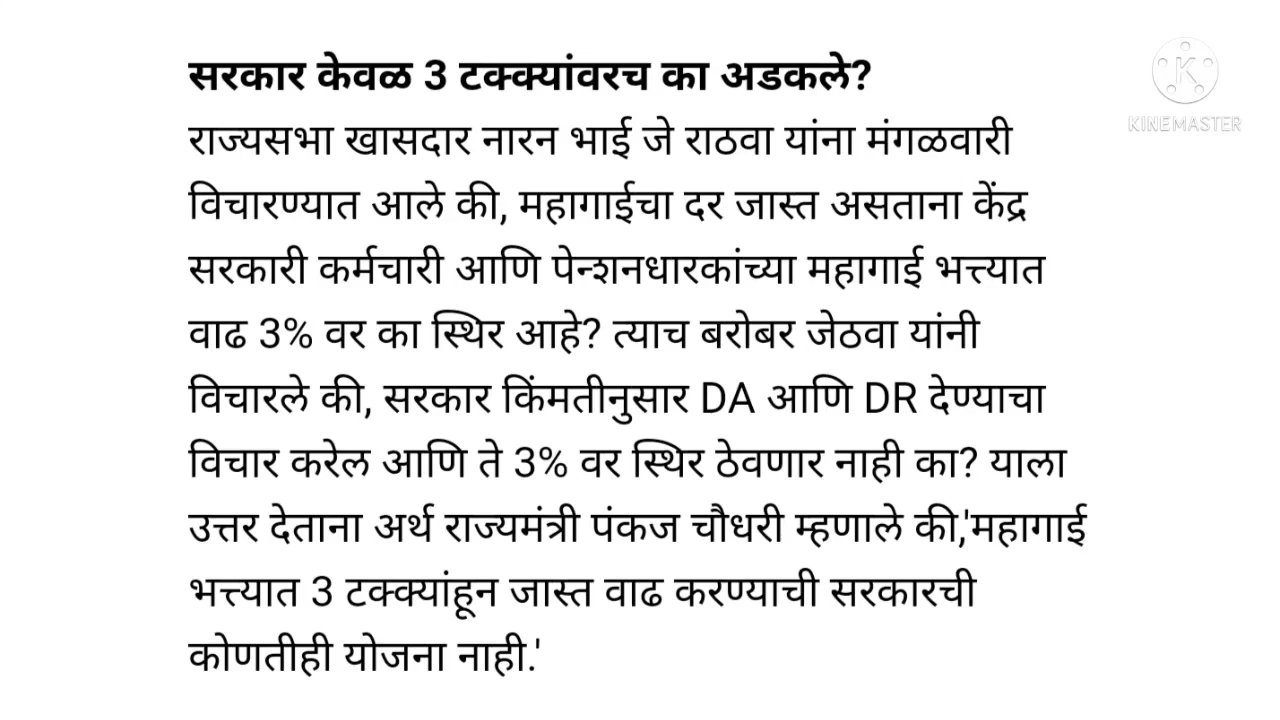 सरकार केवळ 3 टक्क्यांवरच का अडकले?
राज्यसभा खासदार नारन भाई जे राठवा यांना मंगळवारी
विचारण्यात आले की, महागाईचा दर जास्त असताना केंद्र
सरकारी कर्मचारी आणि पेन्शनधारकांच्या महागाई भत्त्यात
वाढ 3% वर का स्थिर आहे? त्याच बरोबर जेठवा यांनी
विचारले की, सरकार किंमतीनुसार DA आणि DR देण्याचा
विचार करेल आणि ते 3% वर स्थिर ठेवणार नाही का? याला
उत्तर देताना अर्थ राज्यमंत्री पंकज चौधरी म्हणाले की,'महागाई
भत्त्यात 3 टक्क्यांहून जास्त वाढ करण्याची सरकारची
कोणतीही योजना नाही.'
K
KINEMASTER